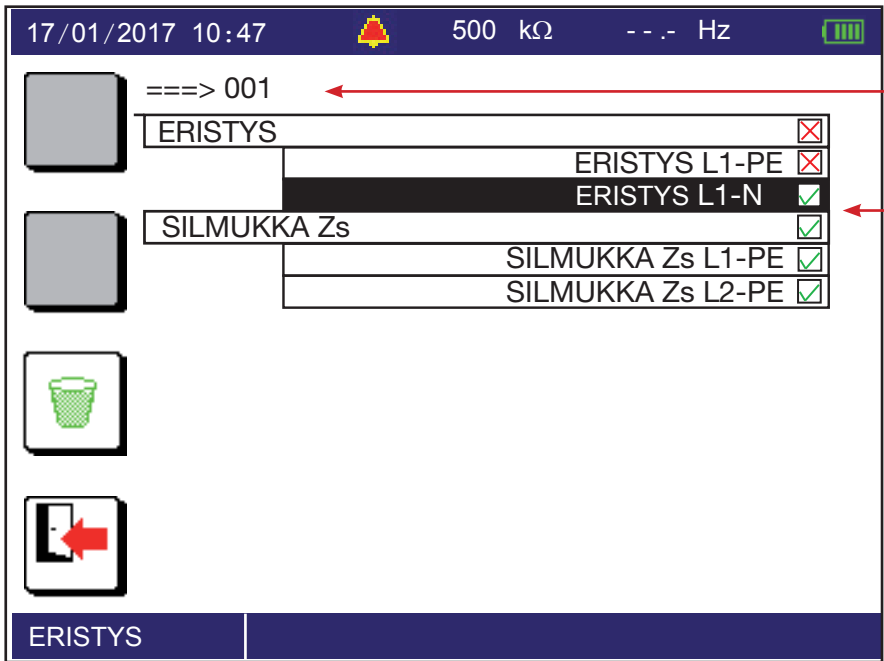 17/01/2017 10:47 500 kΩ - - .- Hz
===> 001
ERISTYS
ERISTYS L1-PE
ERISTYS L1-N
SILMUKKA Zs
SILMUKKA Zs L1-PE
SILMUKKA Zs L2-PE
ERISTYS